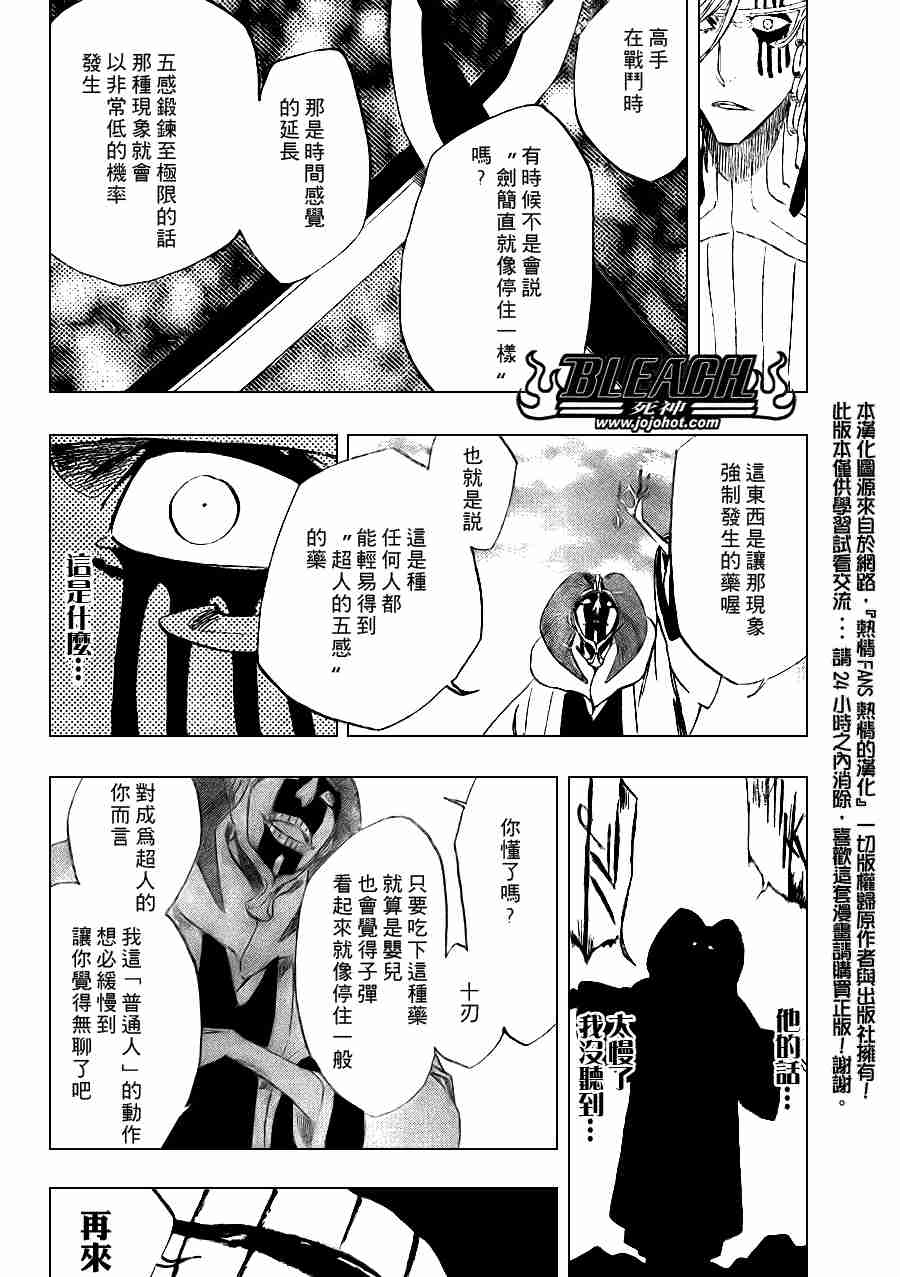 高手
在戰鬥時
有時候不是會說
“劍簡直就像停住一樣“
嗎？
那是時間感覺
的延長
五感鍛鍊至極限的話
那種現象就會
以非常低的機率
發生
BLEACH
死神
www.jojohot.com
這東西是讓那現象
強制發生的藥喔
也就是說
這是種
任何人都
能輕易得到
“超人的五感“
的藥
這是什麼…
他的話…
太慢了
我沒聽到…
你懂了嗎？
十刃
只要吃下這種藥
就算是嬰兒
也會覺得子彈
看起來就像停住一般
對成爲超人的
你而言
我這「普通人」的動作
想必緩慢到
讓你覺得無聊了吧
再來
本漢化圖源來自於網路．『熱情FANS熱情的漢化』一切版權歸原作者與出版社擁有！
此版本僅供學習試看交流…請24小時之內消除．喜歡這套漫畫請購買正版！謝謝。